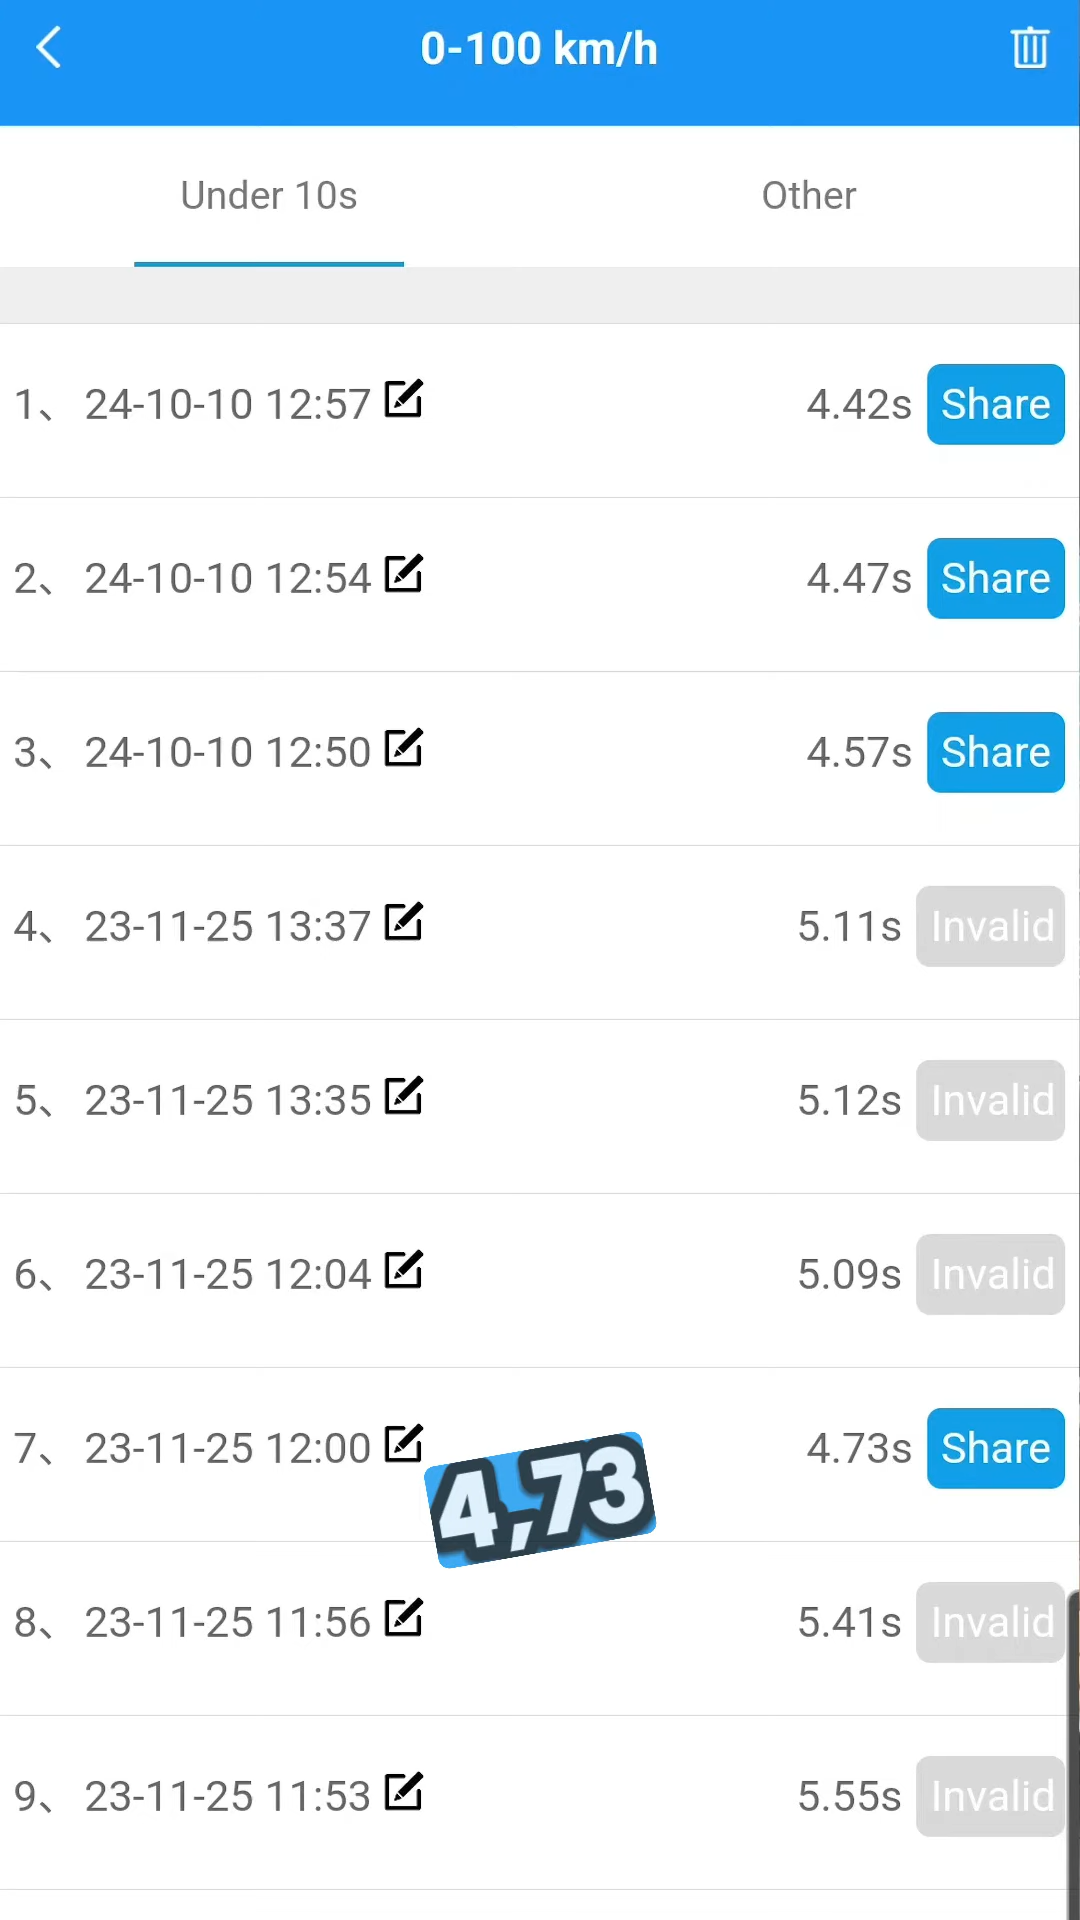 0-100 km/h
Under 10s Other
1、 24-10-10 12:57 4.42s Share
2、 24-10-10 12:54 4.47s Share
3、 24-10-10 12:50 4.57s Share
4、 23-11-25 13:37 5.11s Invalid
5、 23-11-25 13:35 5.12s Invalid
6、 23-11-25 12:04 5.09s Invalid
7、 23-11-25 12:00 4.73s Share
4,73
8、 23-11-25 11:56 5.41s Invalid
9、 23-11-25 11:53 5.55s Invalid